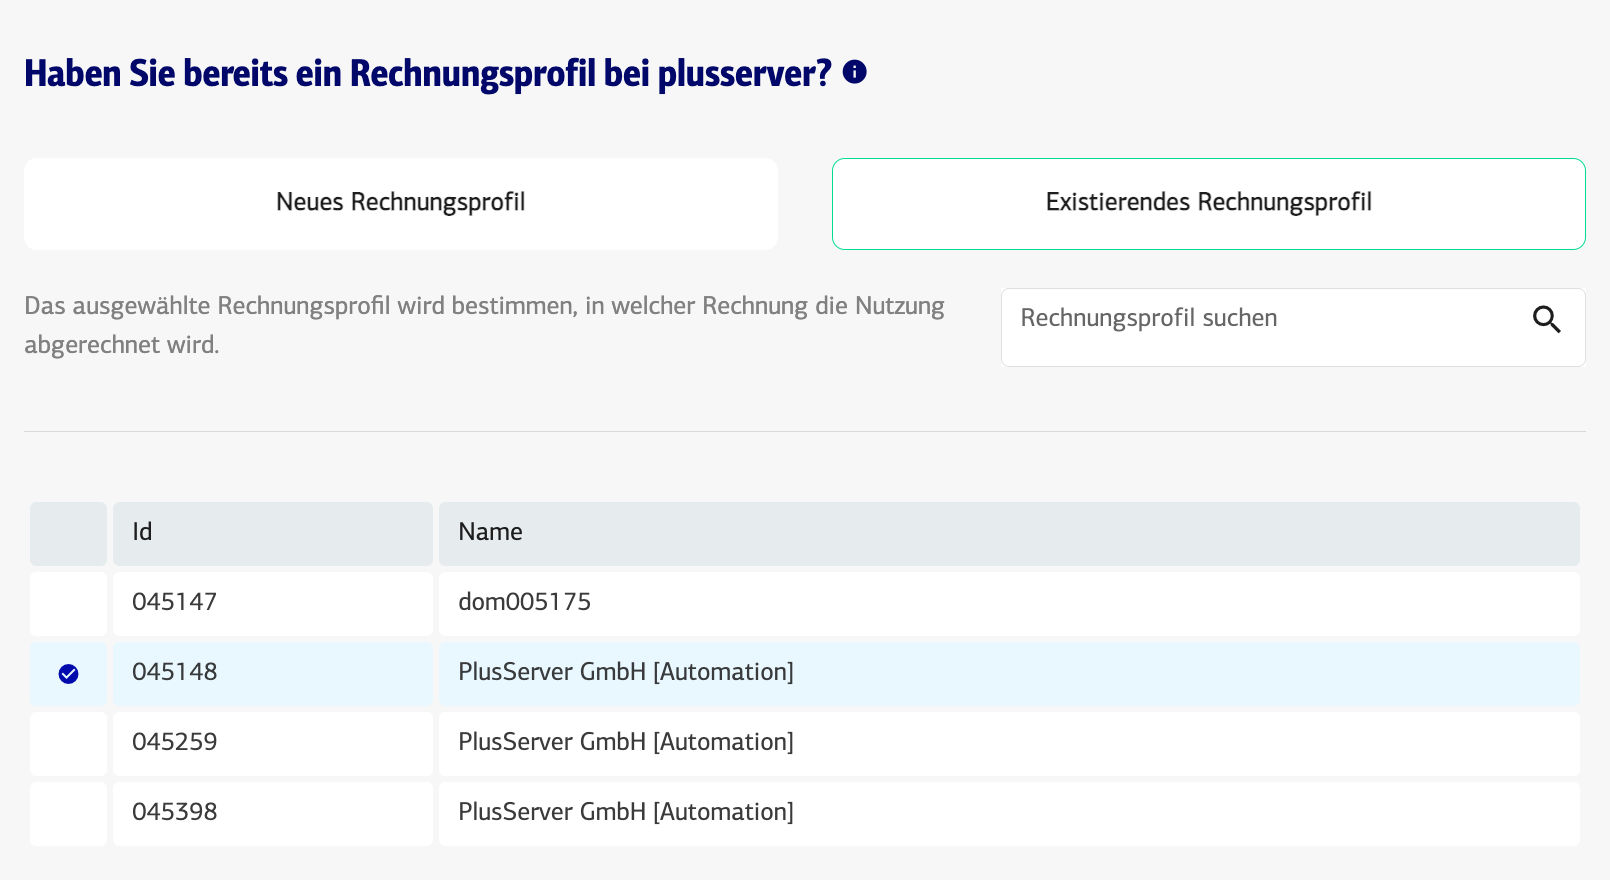 Haben Sie bereits ein Rechnungsprofil bei plusserver?
Neues Rechnungsprofil
Existierendes Rechnungsprofil
Das ausgewählte Rechnungsprofil wird bestimmen, in welcher Rechnung die Nutzung
abgerechnet wird.
Rechnungsprofil suchen
Id Name
045147 dom005175
045148 PlusServer GmbH [Automation]
045259 PlusServer GmbH [Automation]
045398 PlusServer GmbH [Automation]